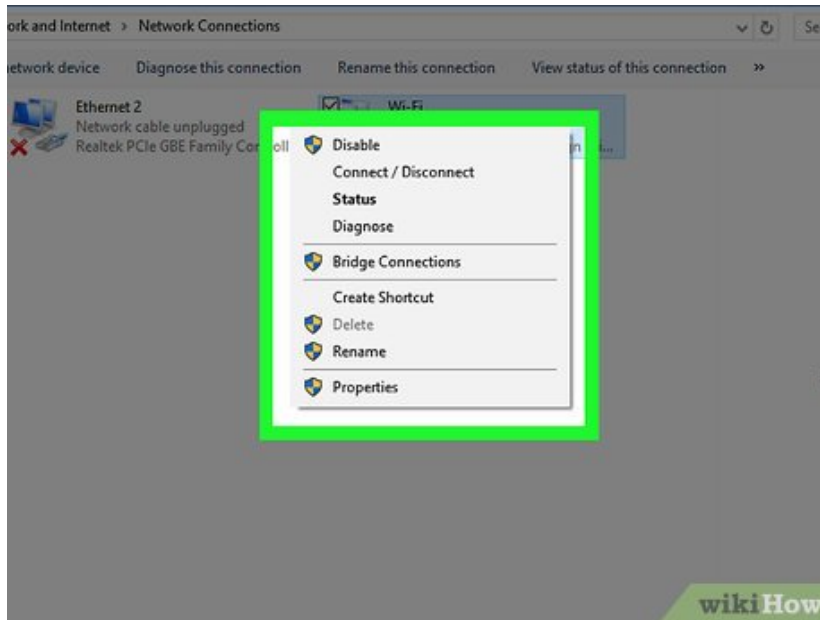 ork and Internet > Network Connections
network device Diagnose this connection Rename this connection View status of this connection »
Ethernet 2
Network cable unplugged
Realtek PCIe GBE Family Controll
Wi-Fi
Disable
Connect / Disconnect
Status
Diagnose
Bridge Connections
Create Shortcut
Delete
Rename
Properties
wikiHow